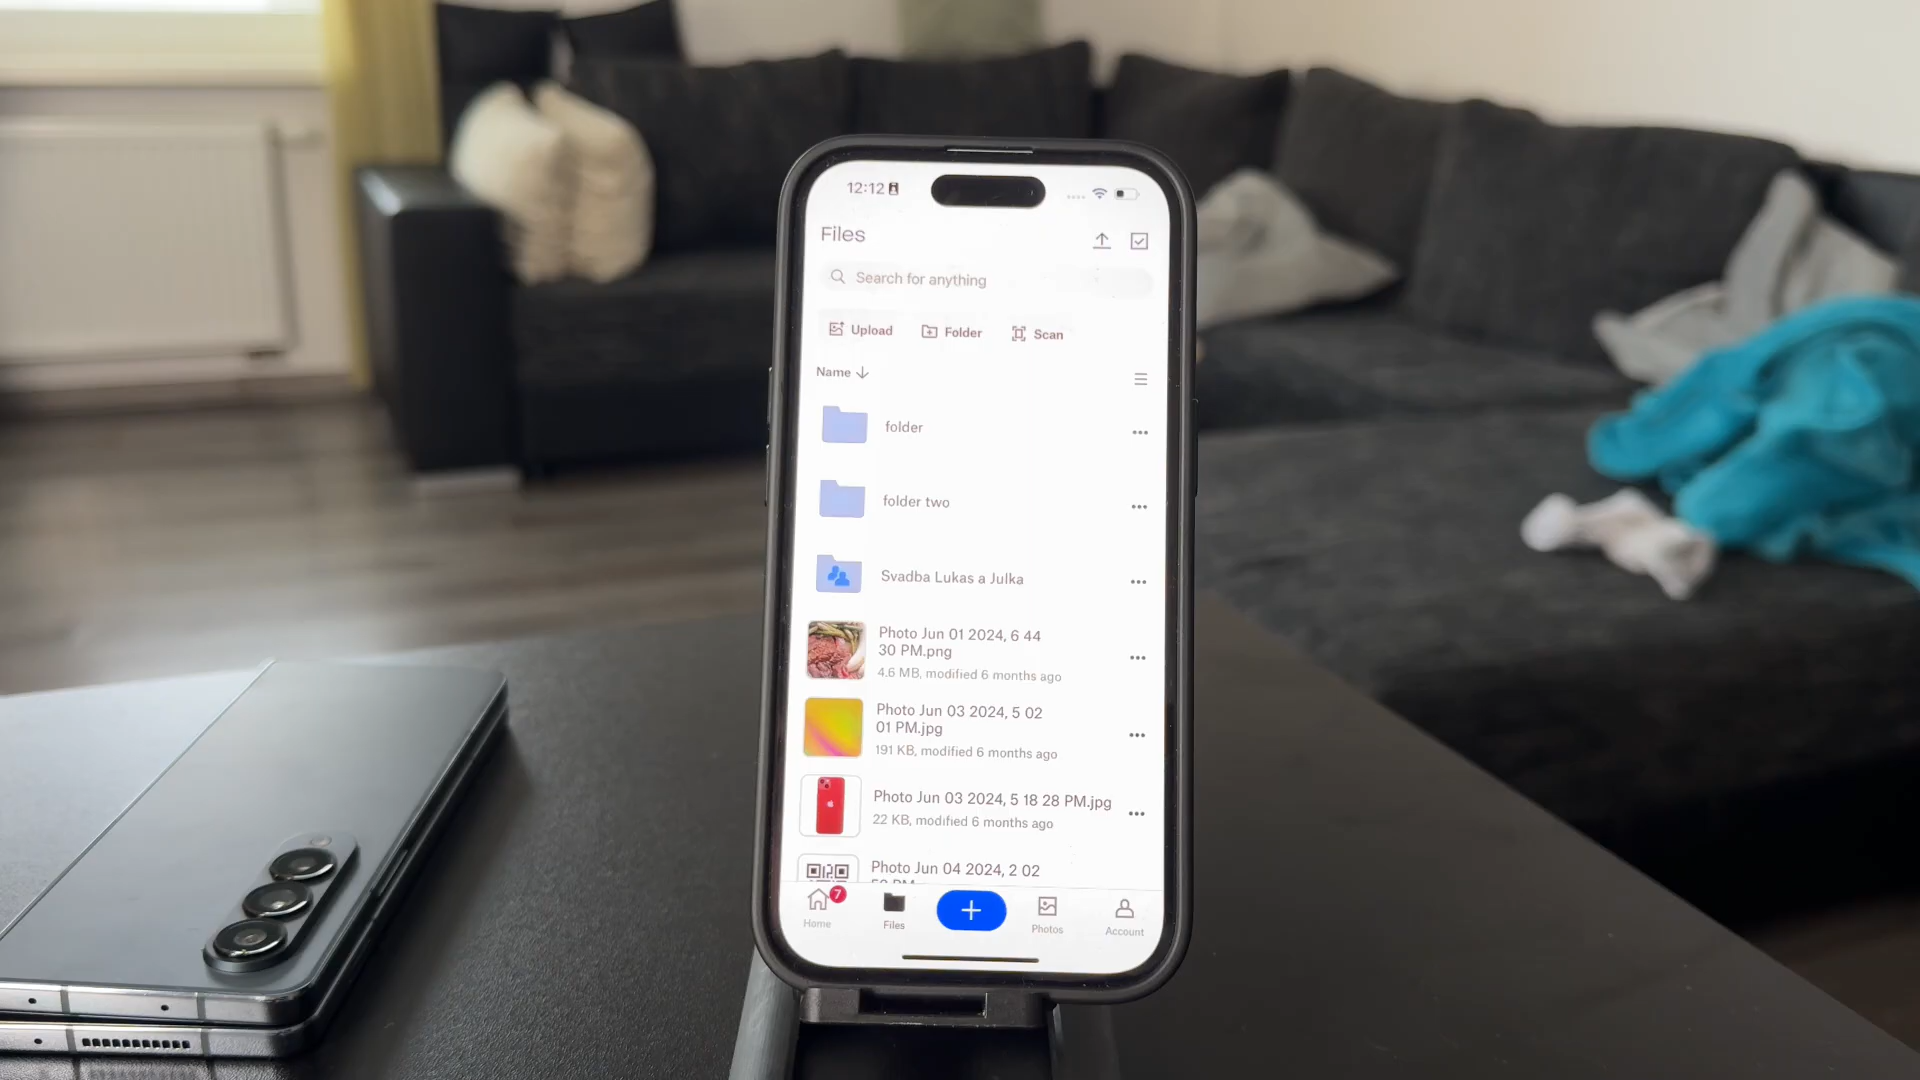 12:12
Files
Search for anything
Upload Folder Scan
Name
folder
folder two
Svadba Lukas a Julka
Photo Jun 01 2024, 6 44
30 PM.png
4.6 MB, modified 6 months ago
Photo Jun 03 2024, 5 02
01 PM.jpg
191 KB, modified 6 months ago
Photo Jun 03 2024, 5 18 28 PM.jpg
22 KB, modified 6 months ago
Photo Jun 04 2024, 2 02
7
Home Files Photos Account